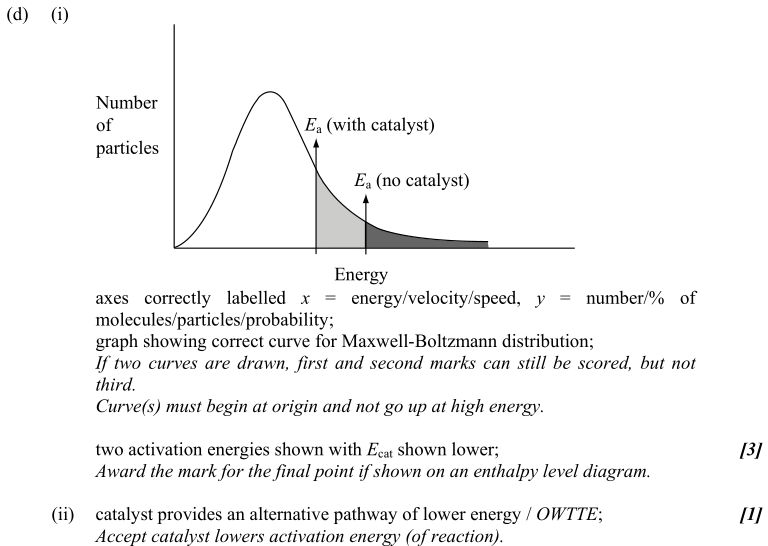 (d) (i)
Number
of
particles
Ea (with catalyst)
Ea (no catalyst)
Energy
axes correctly labelled x = energy/velocity/speed, y = number/% of
molecules/particles/probability;
graph showing correct curve for Maxwell-Boltzmann distribution;
If two curves are drawn, first and second marks can still be scored, but not
third.
Curve(s) must begin at origin and not go up at high energy.
two activation energies shown with Ecat shown lower; [3]
Award the mark for the final point if shown on an enthalpy level diagram.
(ii) catalyst provides an alternative pathway of lower energy / OWTTE; [1]
Accept catalyst lowers activation energy (of reaction).